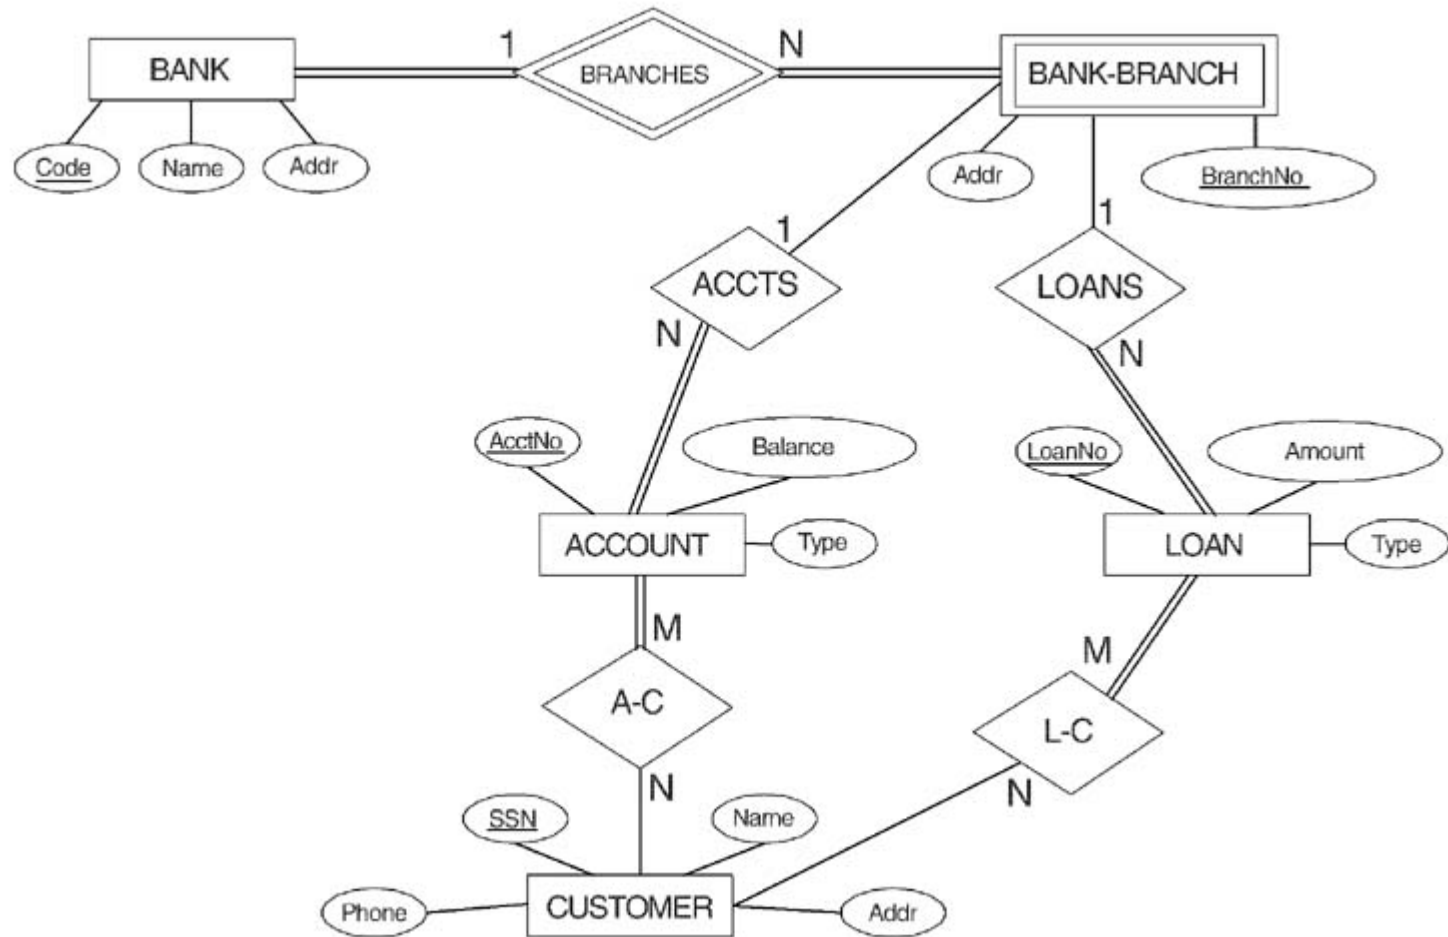 1
N
BANK
BRANCHES
BANK-BRANCH
Code
Name
Addr
Addr
BranchNo
1
1
ACCTS
LOANS
N
N
AcctNo
Balance
LoanNo
Amount
ACCOUNT
Type
LOAN
Type
M
M
A-C
L-C
N
N
SSN
Name
Phone
CUSTOMER
Addr